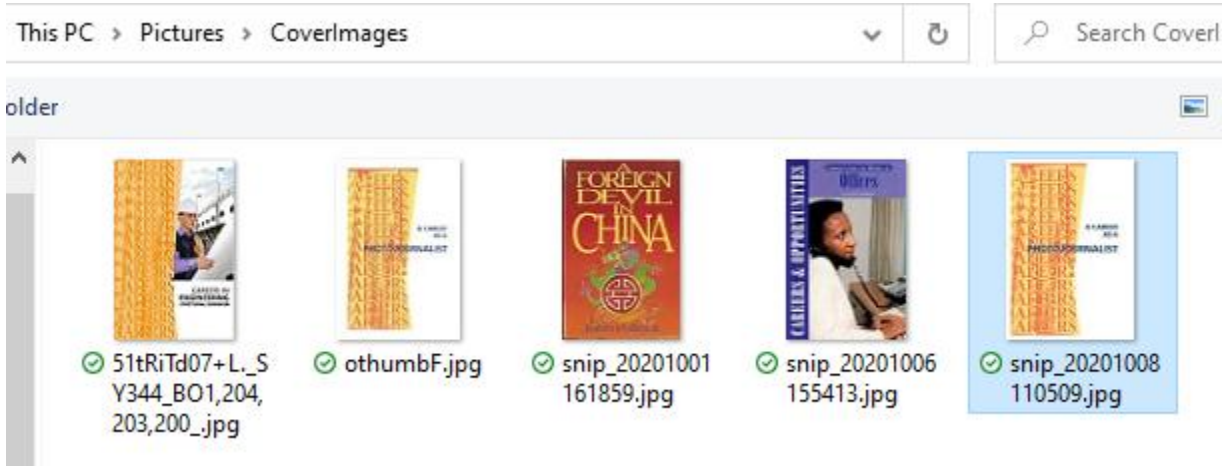 This PC > Pictures > CoverImages
Search CoverI
older
A CAREER
AS A
PHOTOJOURNALIST
CAREER IN
ENGINEERING
A
FOREIGN
DEVIL
IN
CHINA
Offices
CAREERS & OPPORTUNITIES
A CAREER
AS A
PHOTOJOURNALIST
51tRiTd07+L._S
Y344_BO1,204,
203,200_.jpg
othumbF.jpg
snip_20201001
161859.jpg
snip_20201006
155413.jpg
snip_20201008
110509.jpg